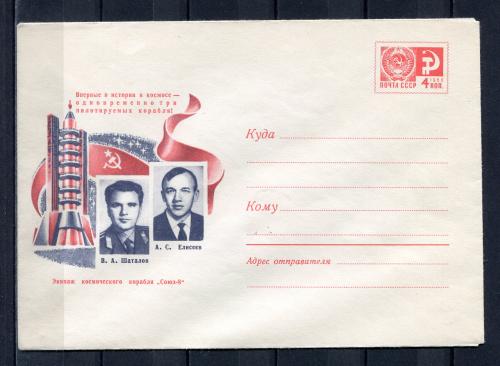 Впервые в истории в космосе —
одновременно три
пилотируемых корабля!
В. А. Шаталов
А. С. Елисеев
Экипаж космического корабля „Союз-8"
1966
ПОЧТА СССР 4 КОП.
Куда
Кому
Адрес отправителя